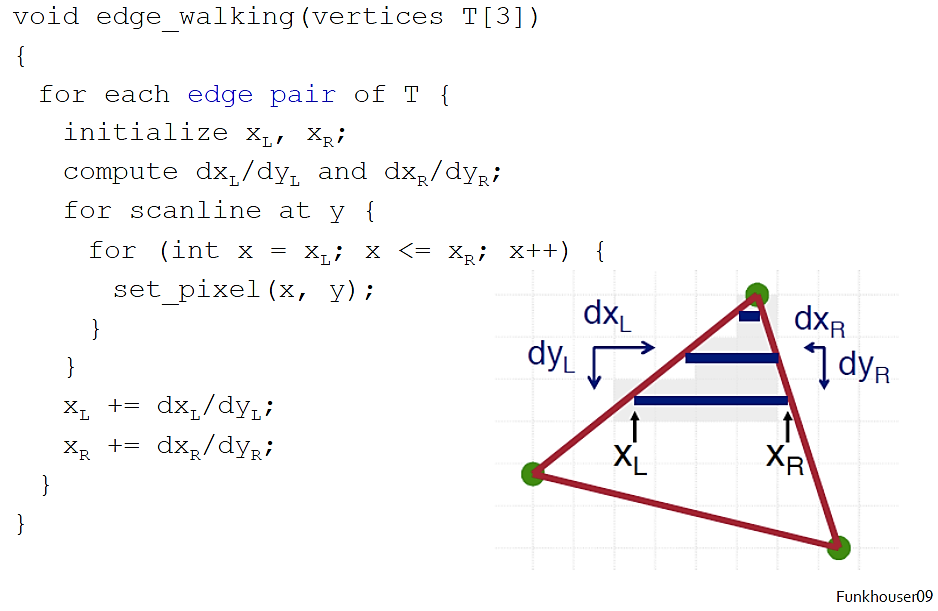 void edge_walking(vertices T[3])
{
for each edge pair of T {
initialize x_L, x_R;
compute dx_L/dy_L and dx_R/dy_R;
for scanline at y {
for (int x = x_L; x <= x_R; x++) {
set_pixel(x, y);
}
}
x_L += dx_L/dy_L;
x_R += dx_R/dy_R;
}
}
dx_L
dy_L
dx_R
dy_R
x_L
x_R
Funkhouser09